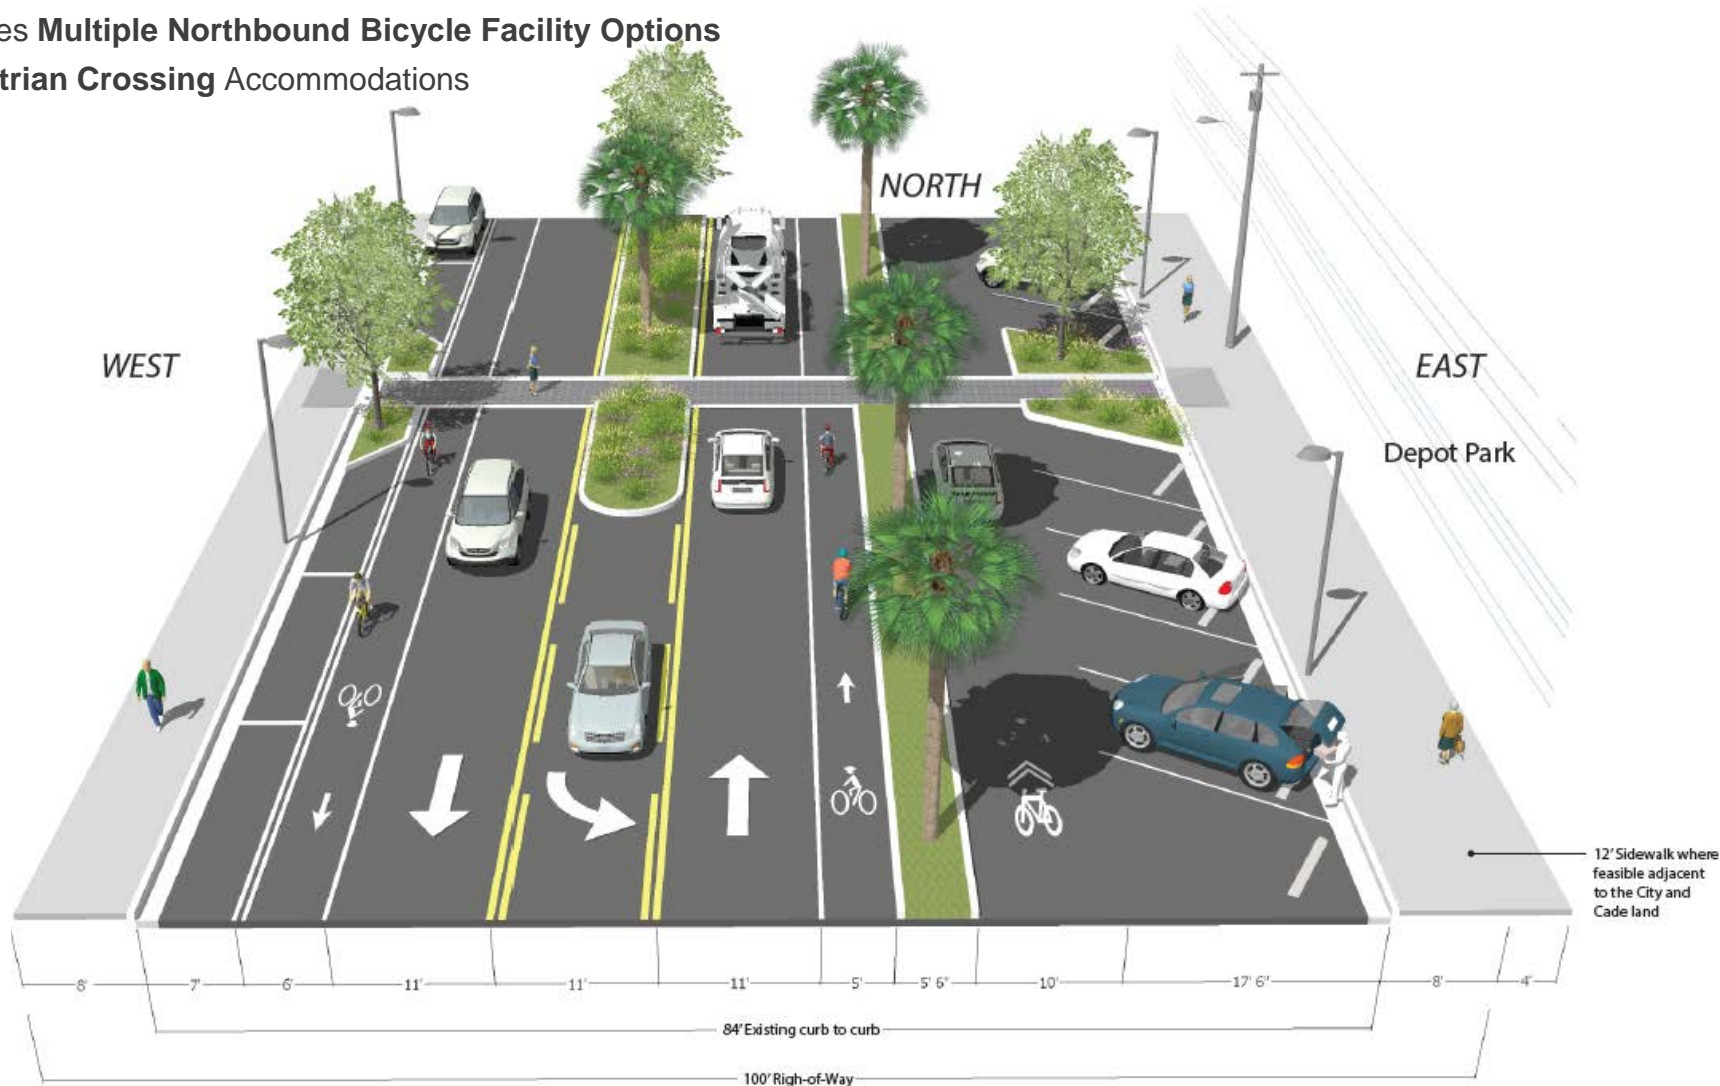 es Multiple Northbound Bicycle Facility Options
trian Crossing Accommodations
NORTH
WEST
EAST
Depot Park
12' Sidewalk where
feasible adjacent
to the City and
Cade land
8' 7' 6' 11' 11' 11' 5' 5' 6" 10' 17' 6" 8' 4'
84' Existing curb to curb
100' Righ-of-Way